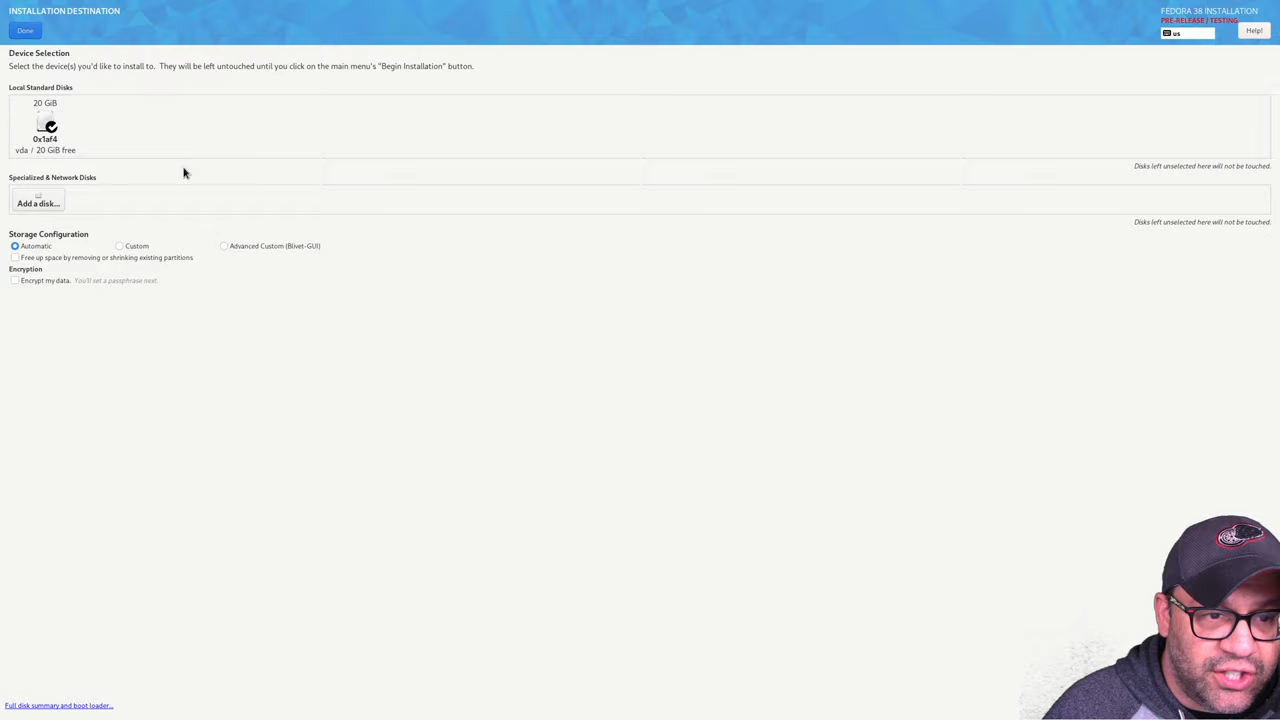 INSTALLATION DESTINATION
FEDORA 38 INSTALLATION
PRE-RELEASE / TESTING
Done
us
Help!
Device Selection
Select the device(s) you'd like to install to. They will be left untouched until you click on the main menu's "Begin Installation" button.
Local Standard Disks
20 GiB
0x1af4
vda / 20 GiB free
Disks left unselected here will not be touched.
Specialized & Network Disks
Add a disk...
Disks left unselected here will not be touched.
Storage Configuration
Automatic Custom Advanced Custom (Blivet-GUI)
Free up space by removing or shrinking existing partitions
Encryption
Encrypt my data. You'll set a passphrase next.
Full disk summary and boot loader...